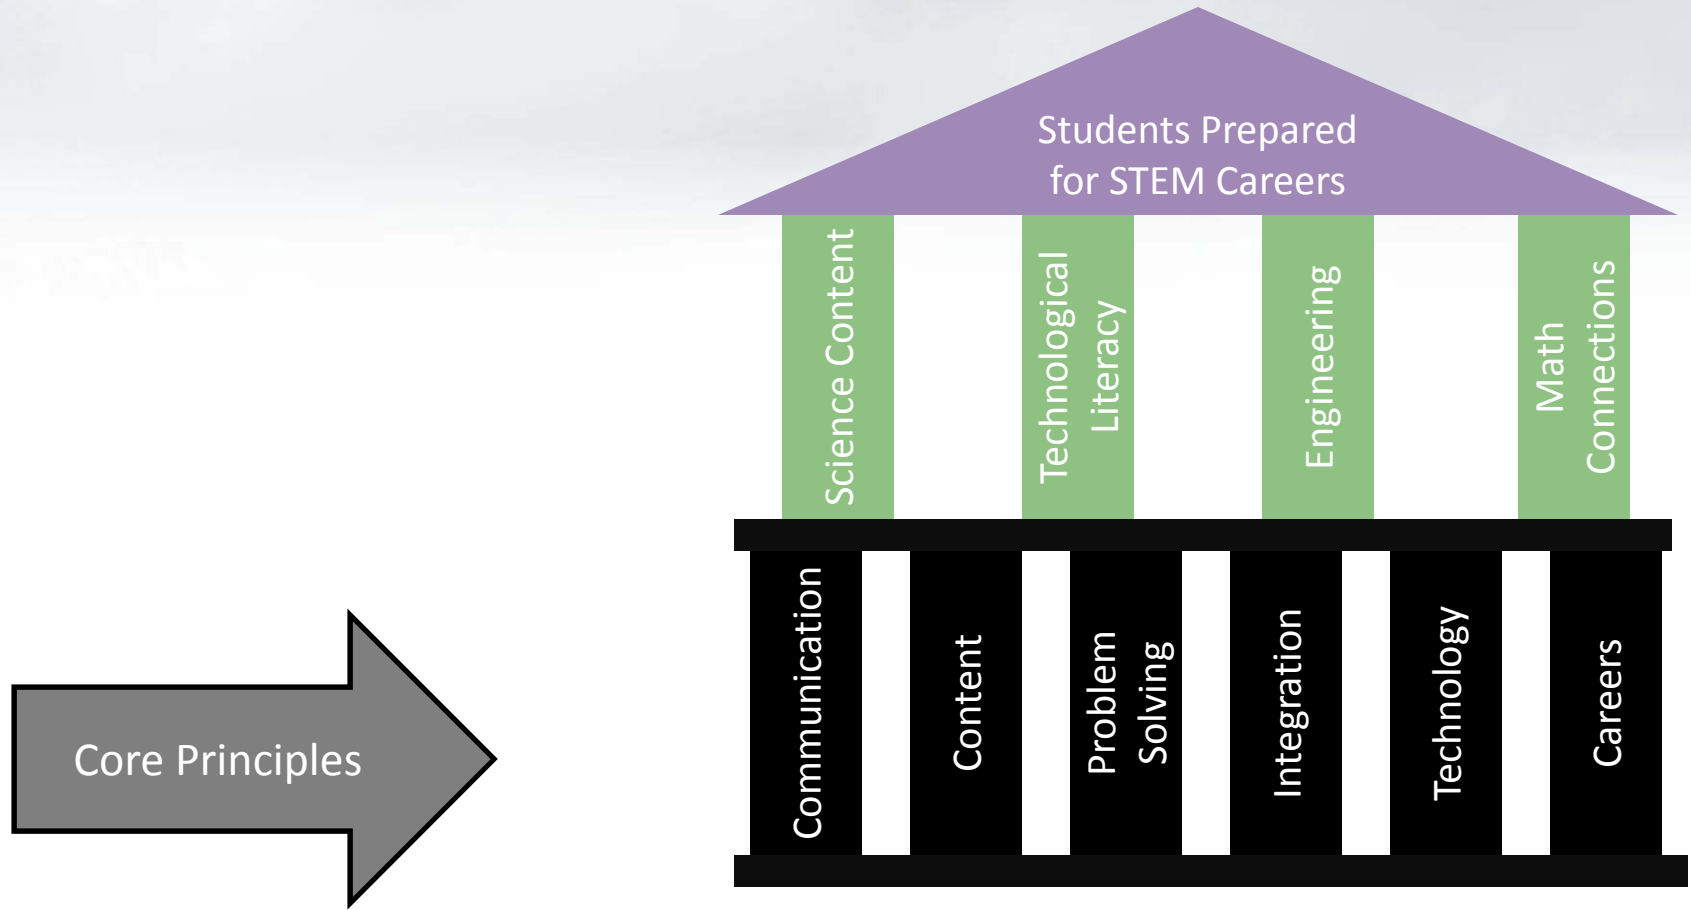 Students Prepared
for STEM Careers
Science Content
Technological
Literacy
Engineering
Math
Connections
Core Principles
Communication
Content
Problem
Solving
Integration
Technology
Careers